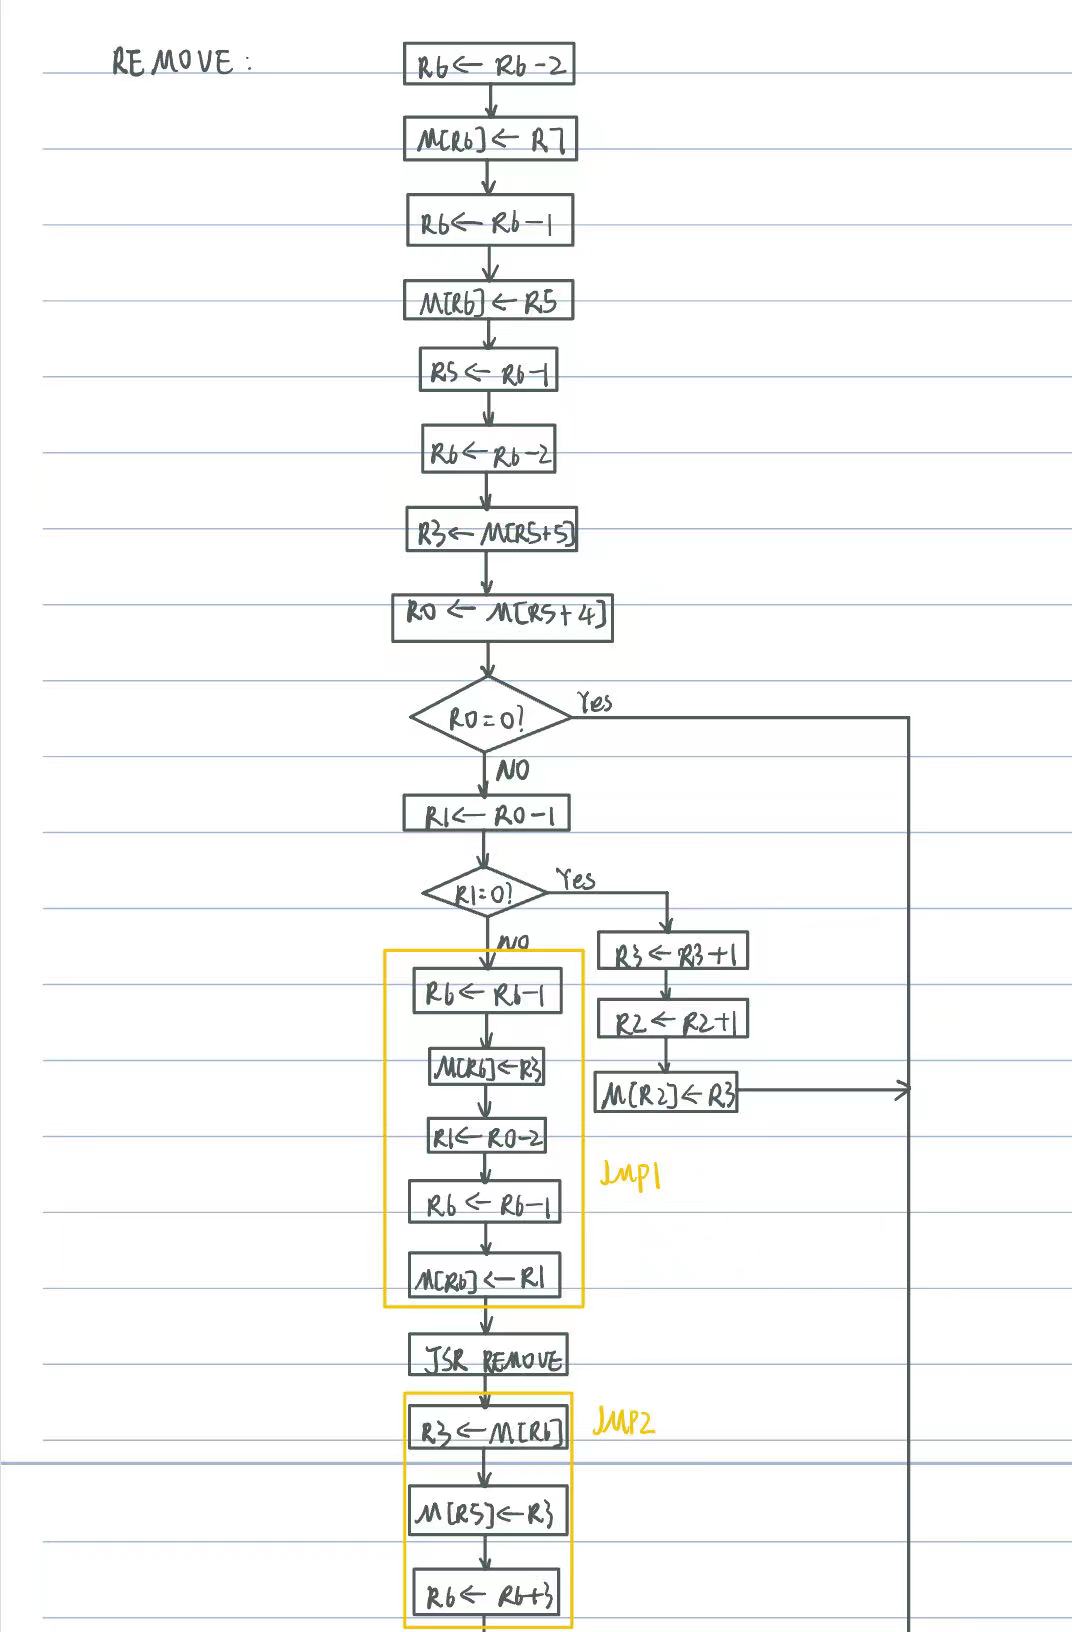 REMOVE:
R6 ← R6-2
M[R6] ← R7
R6 ← R6-1
M[R6] ← R5
R5 ← R6-1
R6 ← R6-2
R3 ← M[R5+5]
R0 ← M[R5+4]
R0=0?
Yes
NO
R1 ← R0-1
R1=0?
Yes
NO
R3 ← R3+1
R2 ← R2+1
M[R2] ← R3
R6 ← R6-1
M[R6] ← R3
R1 ← R0-2
R6 ← R6-1
M[R6] ← R1
JMP1
JSR REMOVE
JMP2
R3 ← M[R6]
M[R5] ← R3
R6 ← R6+3